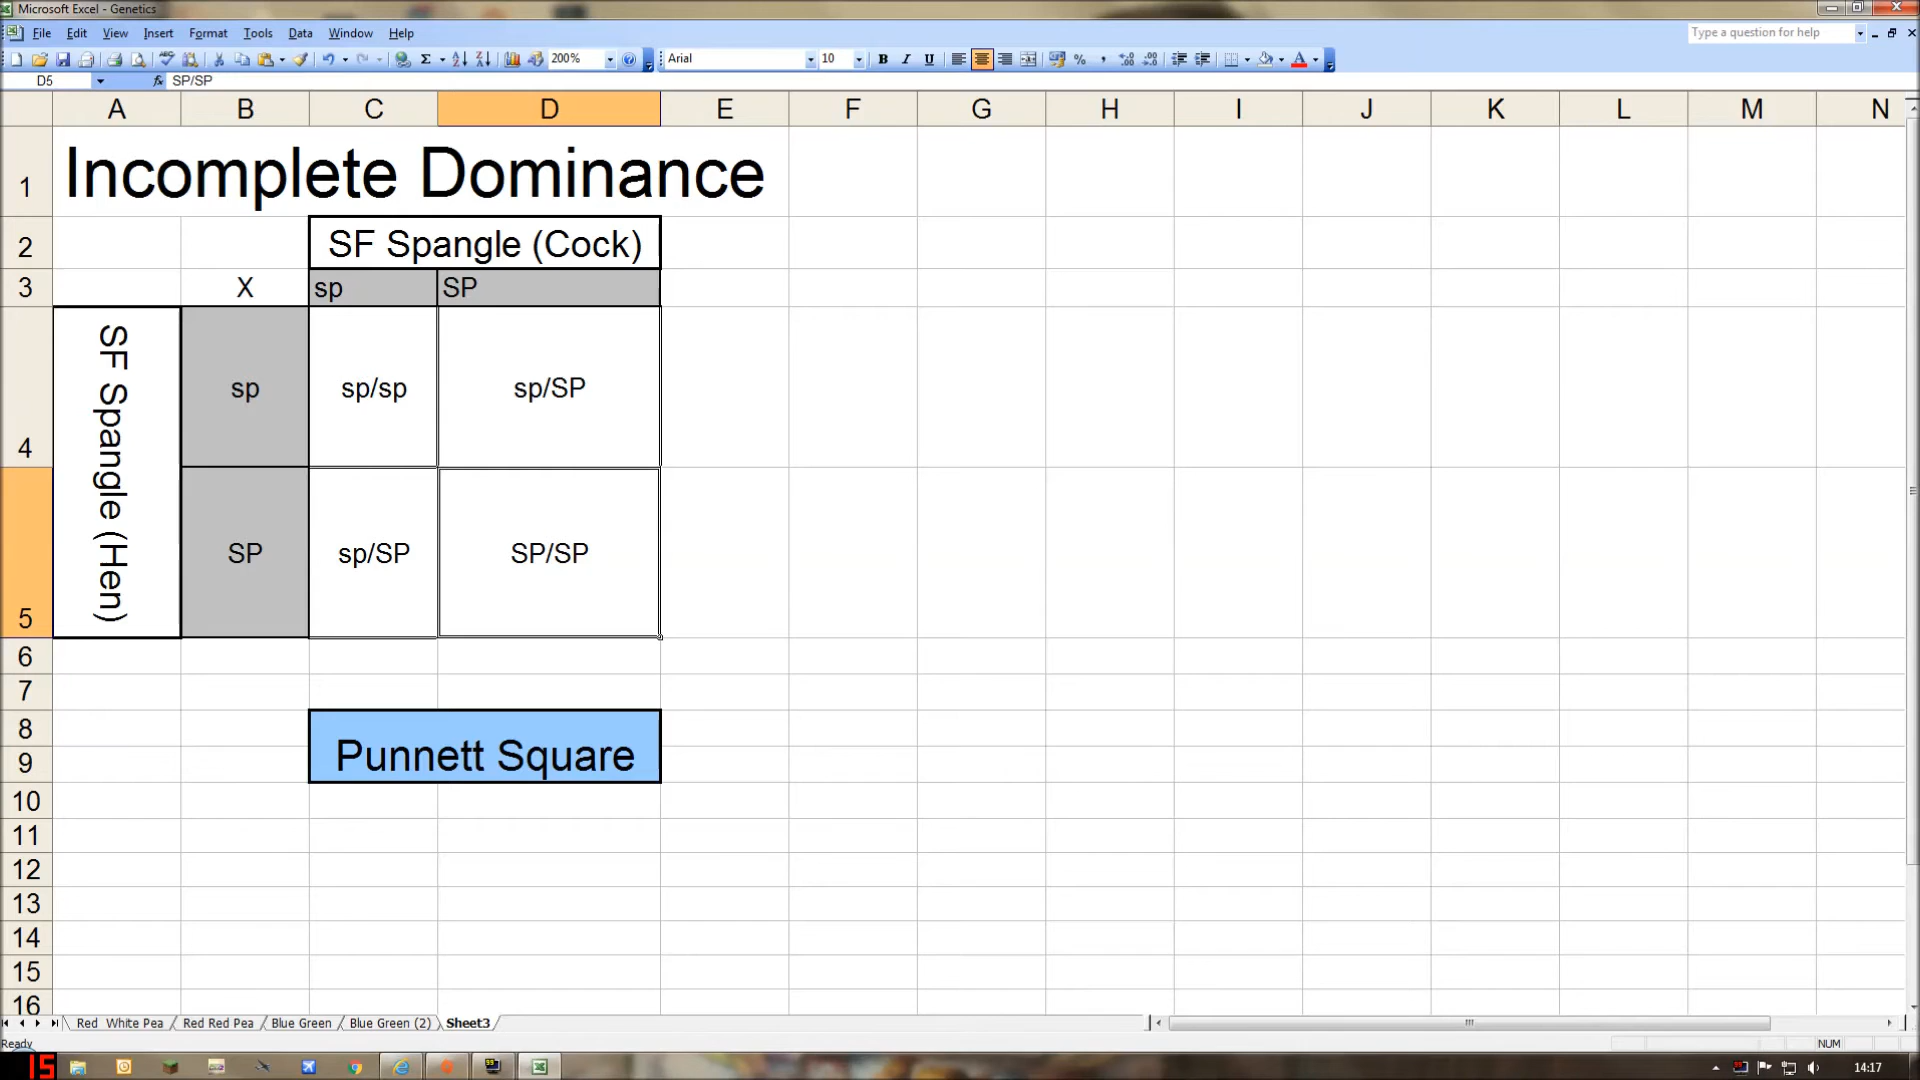 Microsoft Excel - Genetics
File Edit View Insert Format Tools Data Window Help
Type a question for help
200%
Arial
10
B I U
D5
fx SP/SP
A B C D E F G H I J K L M N
1 Incomplete Dominance
2 SF Spangle (Cock)
3 X sp SP
SF Spangle (Hen)
4 sp sp/sp sp/SP
5 SP sp/SP SP/SP
6
7
8
9 Punnett Square
10
11
12
13
14
15
16
Red White Pea Red Red Pea Blue Green Blue Green (2) Sheet3
Ready
NUM
15
14:17